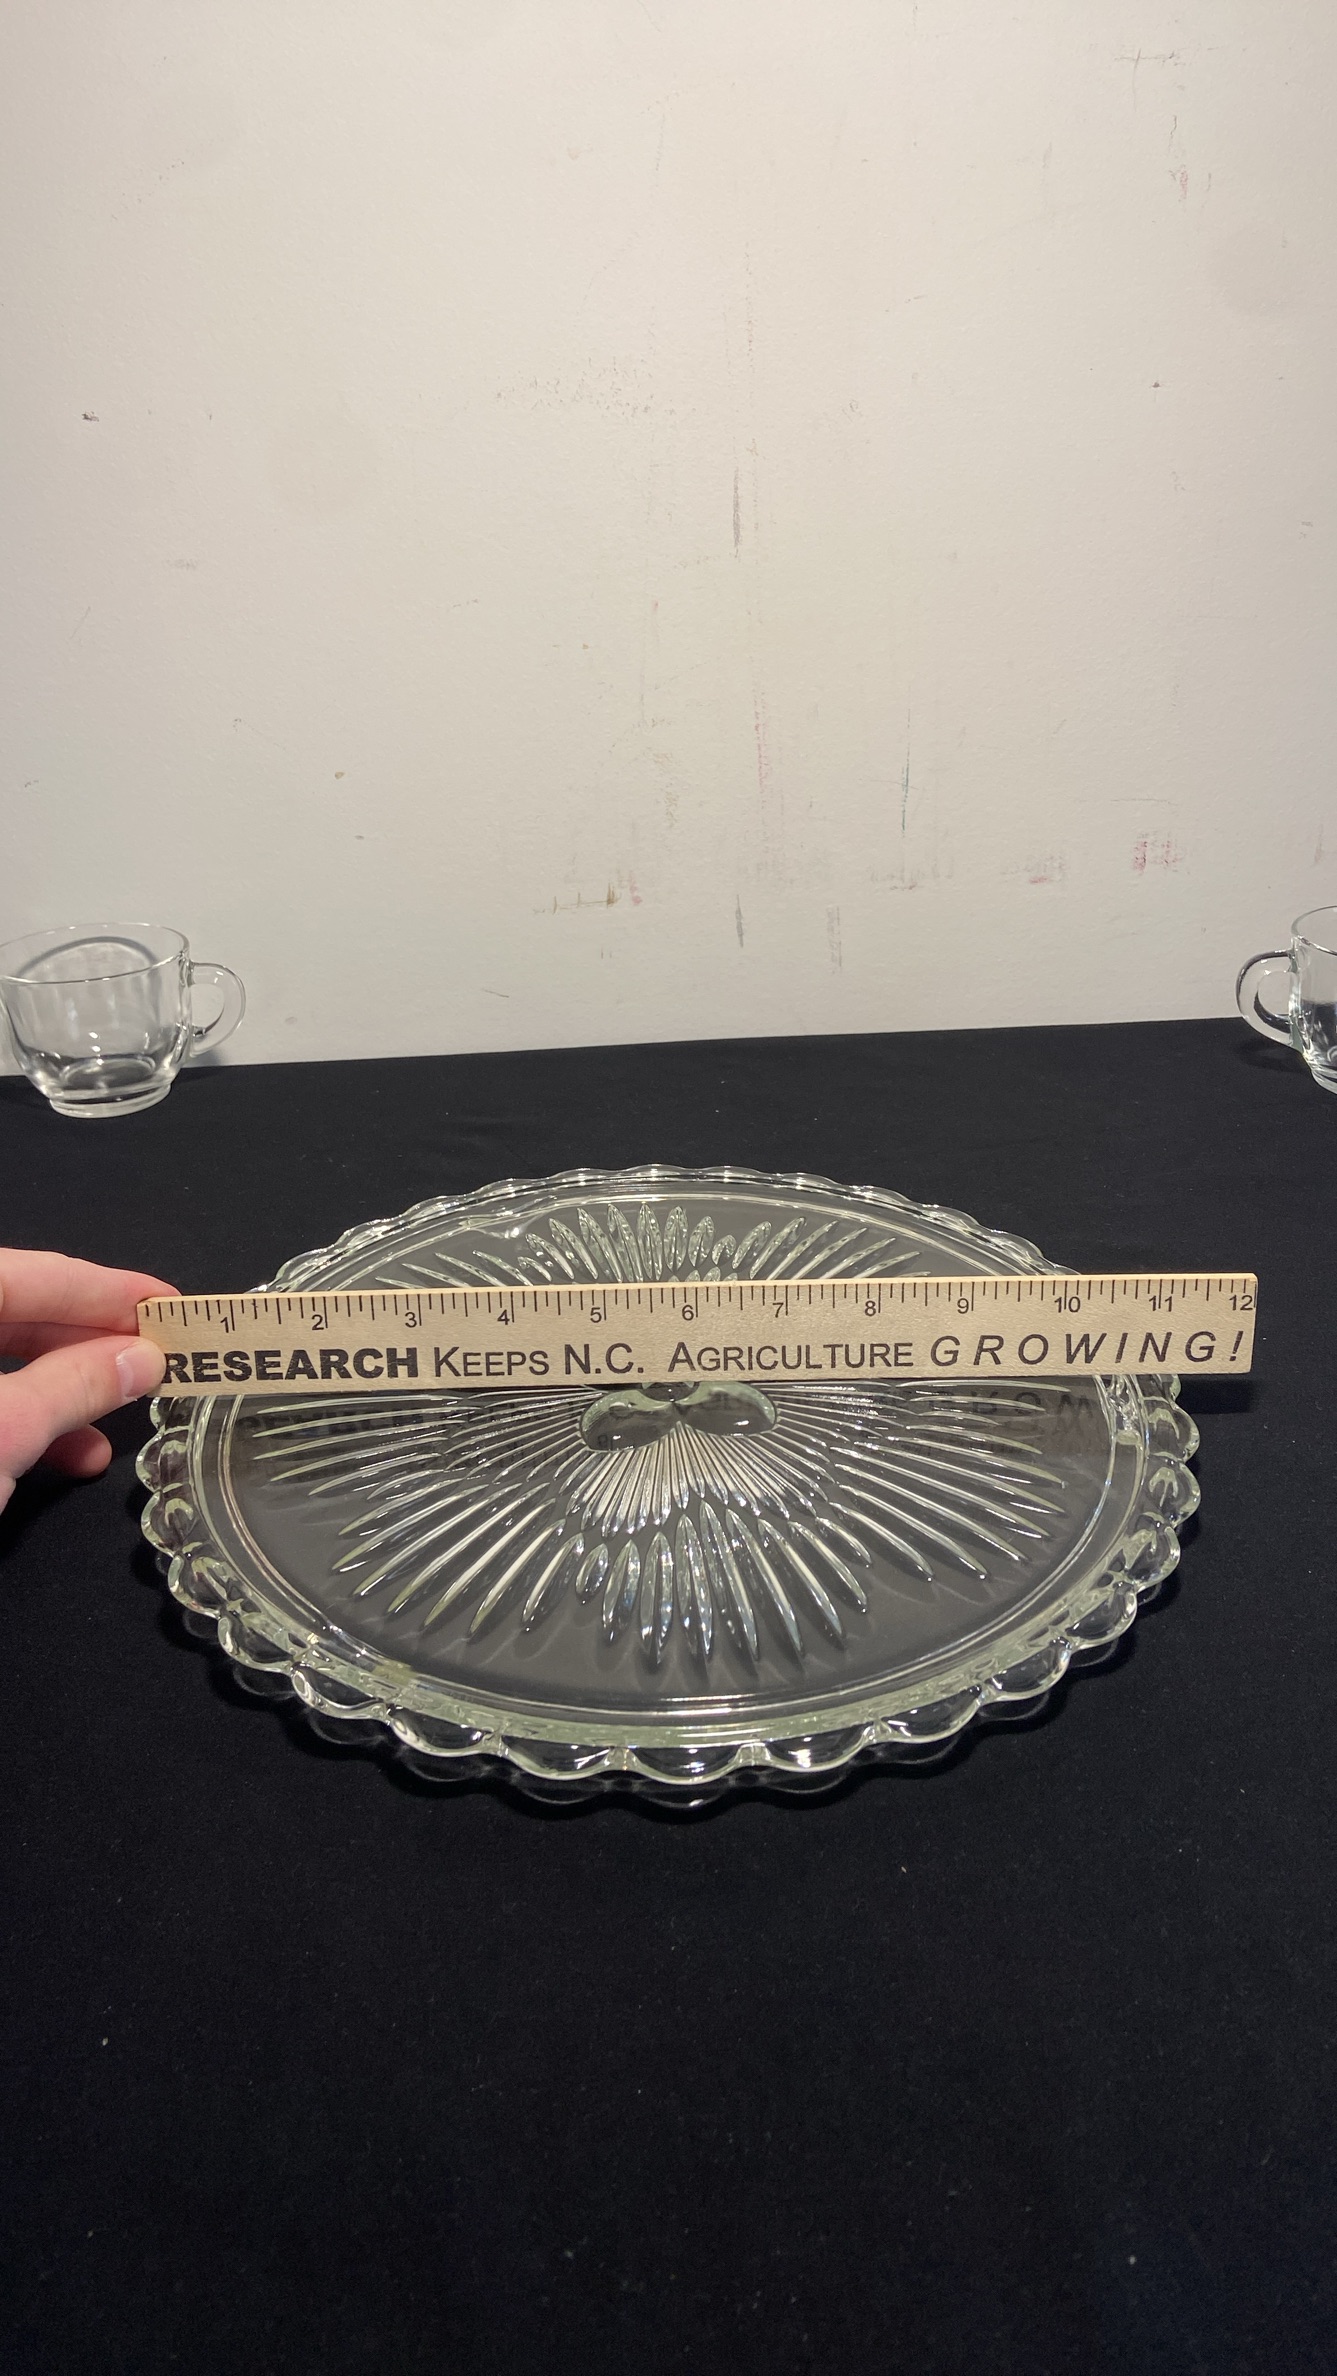 1 2 3 4 5 6 7 8 9 10 11 12
RESEARCH KEEPS N.C. AGRICULTURE GROWING!